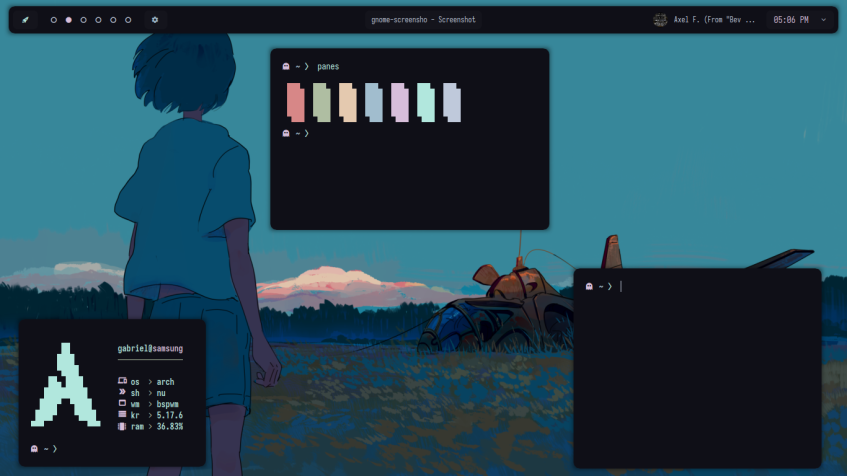 gnome-screensho - Screenshot
Axel F. (From "Bev ...
05:06 PM
~ ❯ panes
~ ❯
~ ❯
gabriel@samsung
os > arch
sh > nu
wm > bspwm
kr > 5.17.6
ram > 36.83%
~ ❯